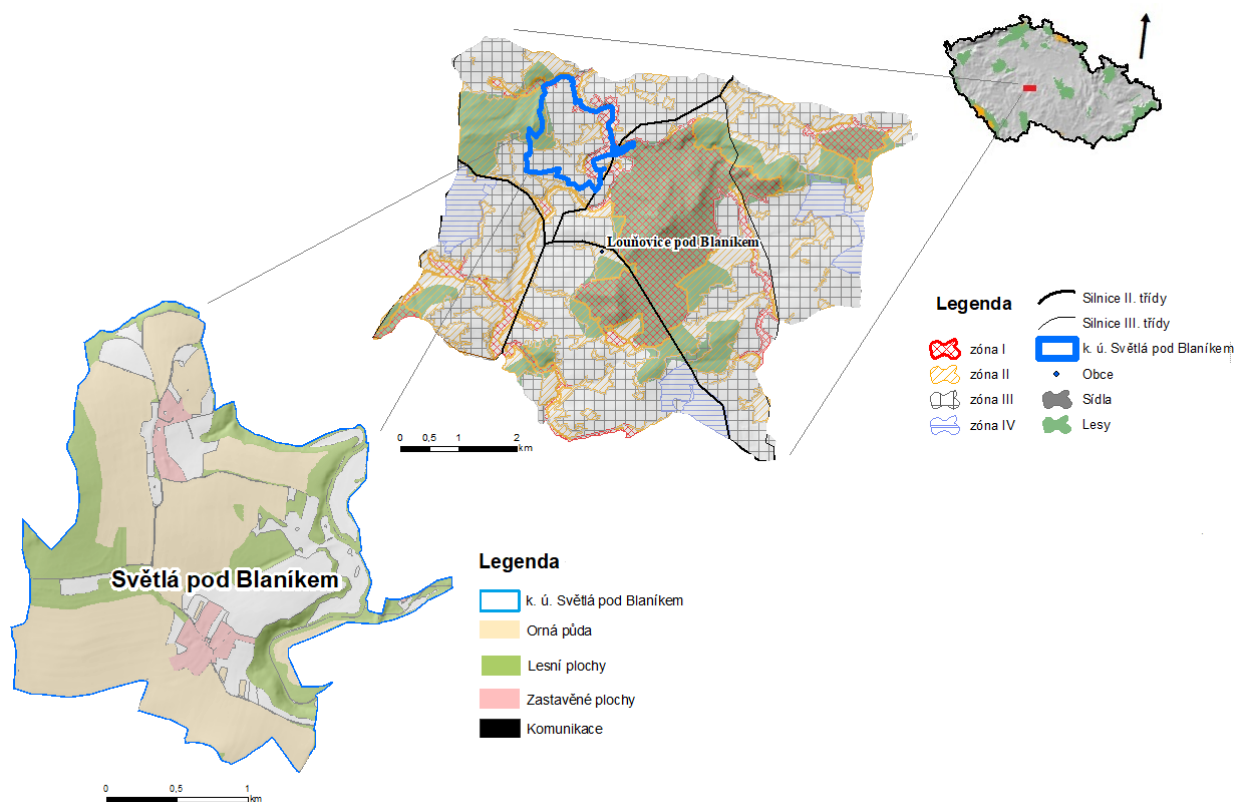 Louňovice pod Blaníkem
0 0,5 1 2
km
Legenda
zóna I
zóna II
zóna III
zóna IV
Silnice II. třídy
Silnice III. třídy
k. ú. Světlá pod Blaníkem
Obce
Sídla
Lesy
Světlá pod Blaníkem
0 0,5 1
km
Legenda
k. ú. Světlá pod Blaníkem
Orná půda
Lesní plochy
Zastavěné plochy
Komunikace